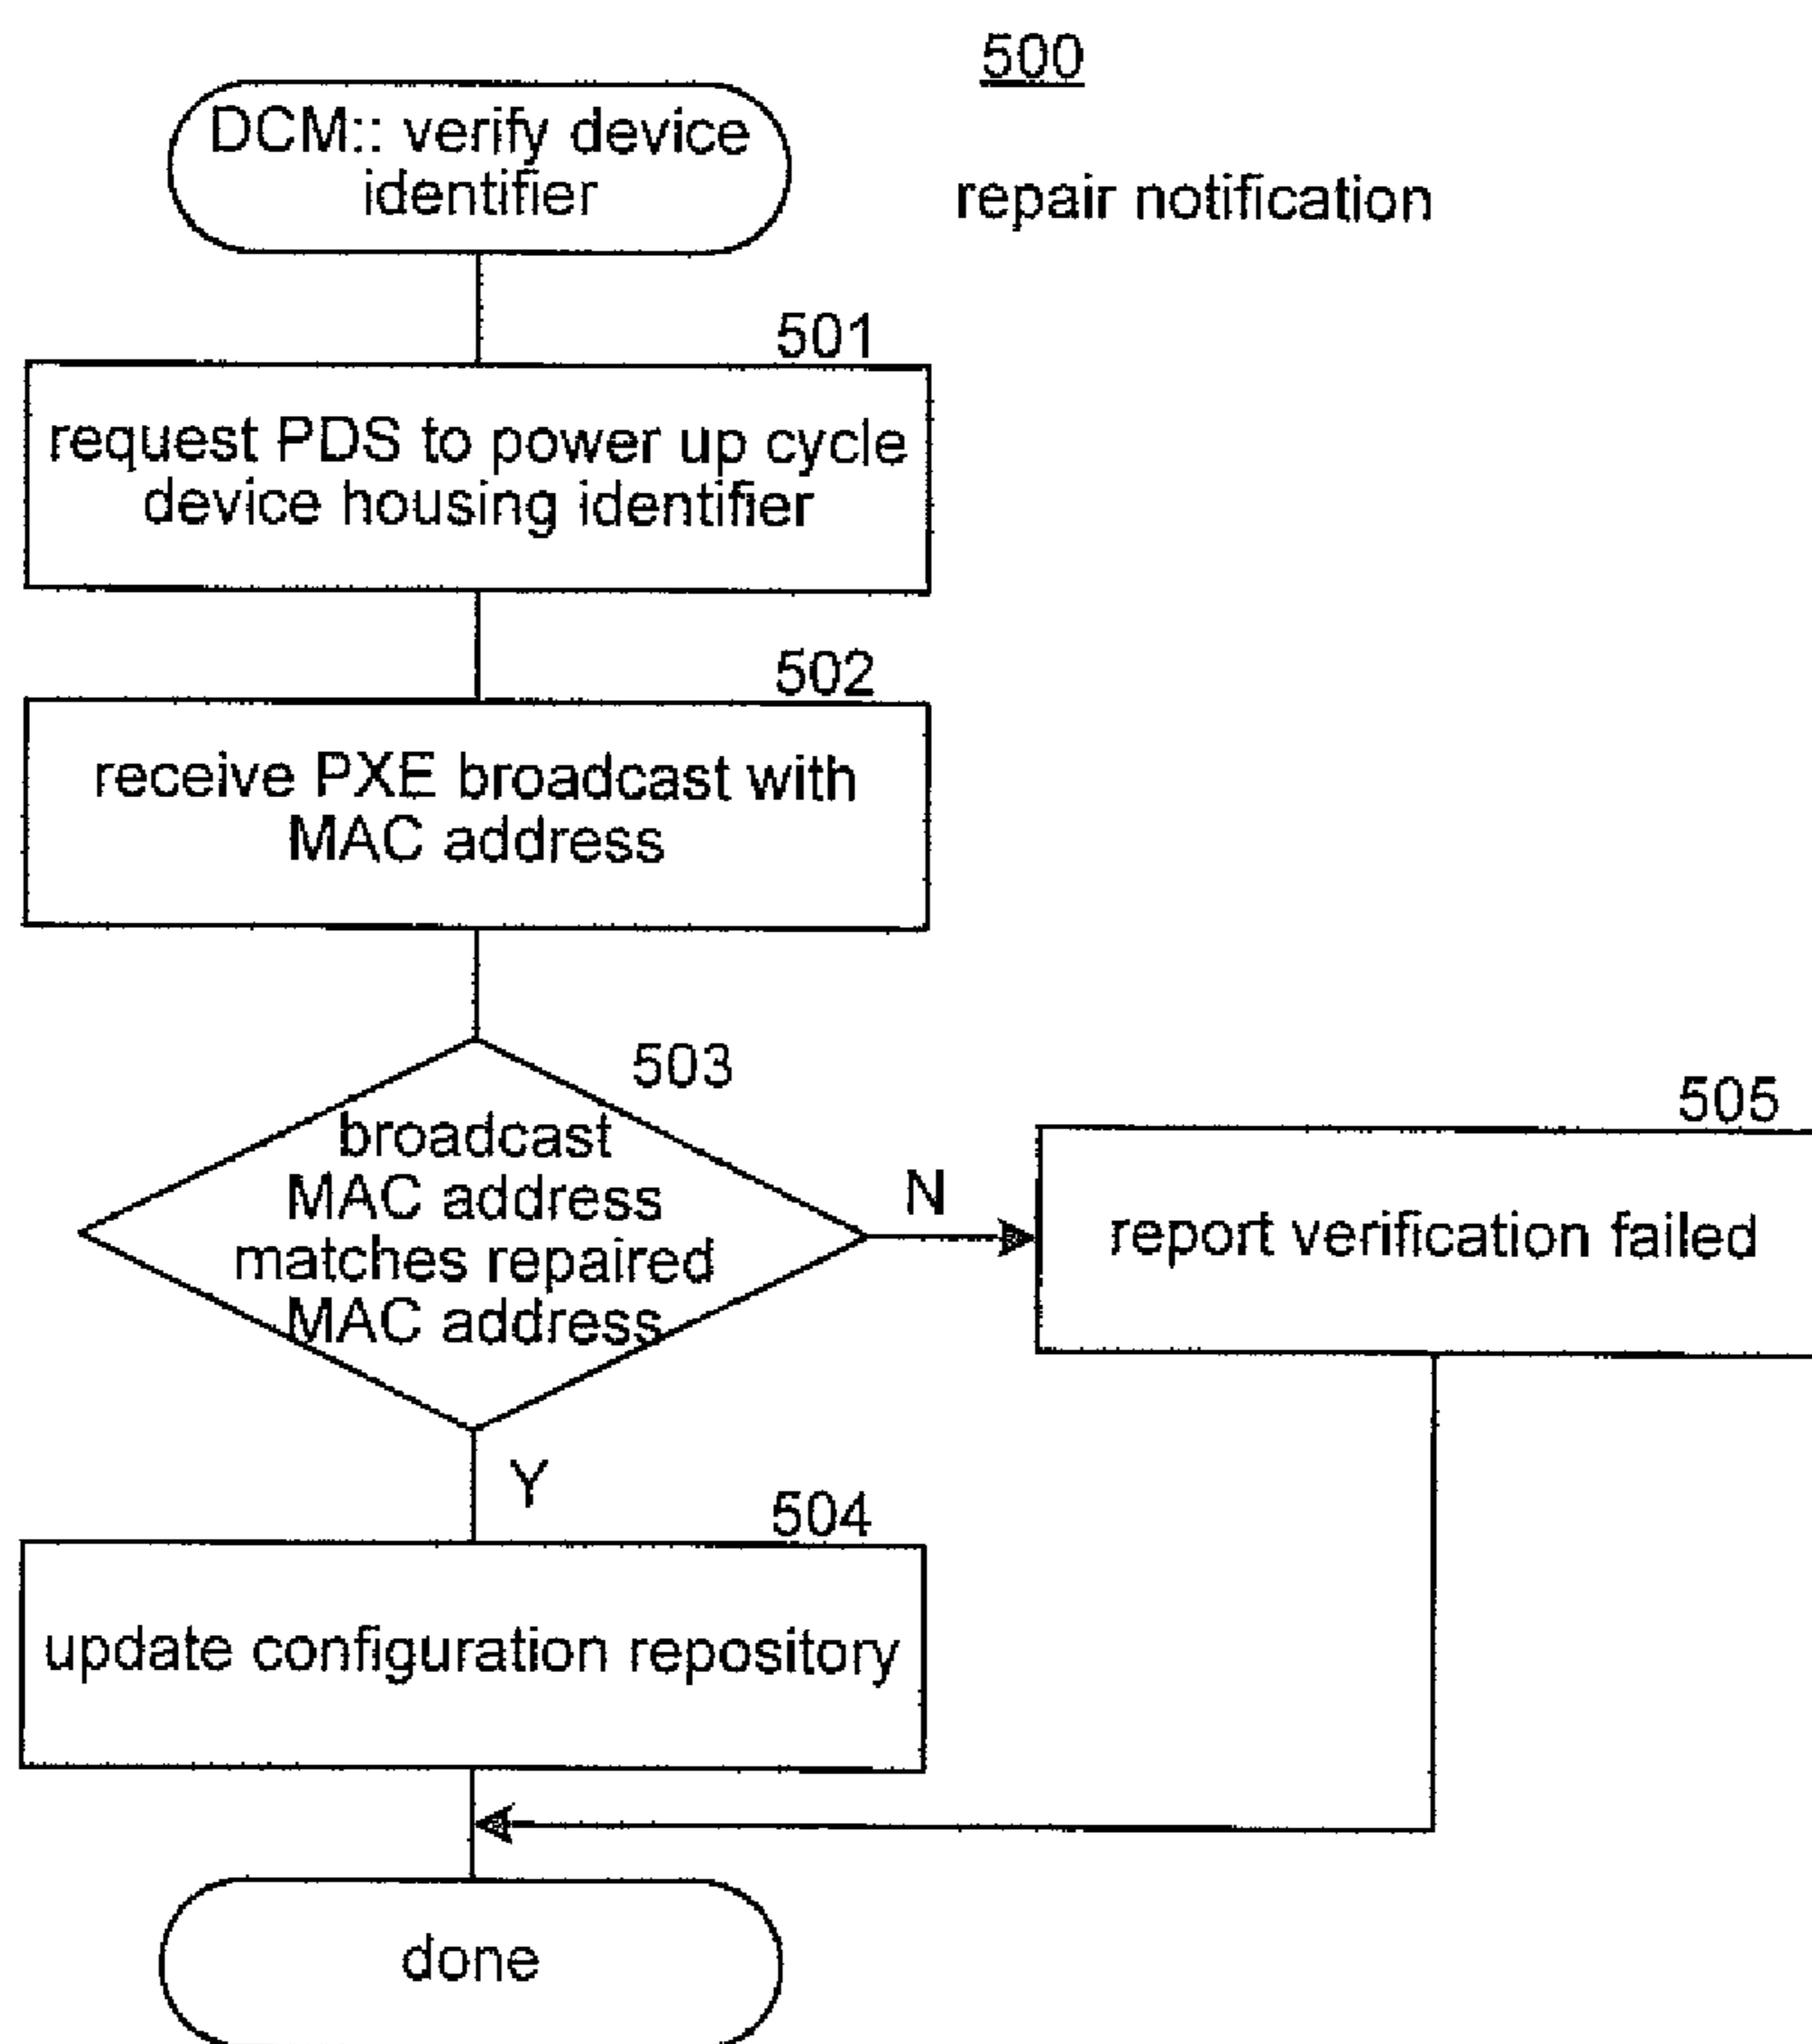 500
DCM:: verify device
identifier
repair notification
501
request PDS to power up cycle
device housing identifier
502
receive PXE broadcast with
MAC address
503
broadcast
MAC address
matches repaired
MAC address
N
505
report verification failed
Y
504
update configuration repository
done